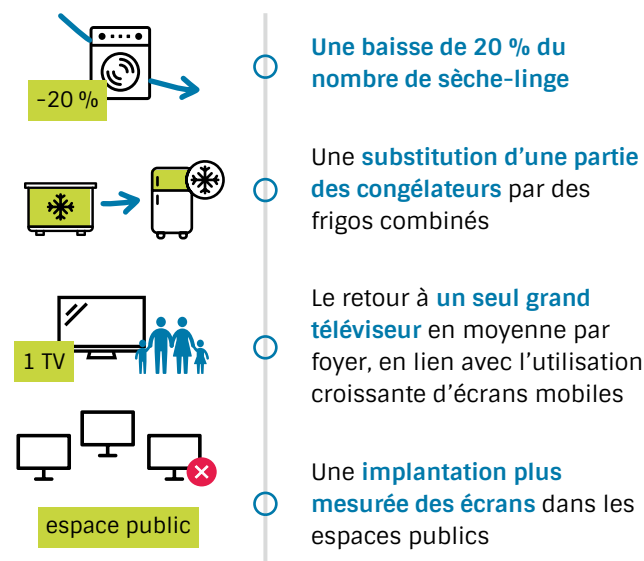 -20 %
Une baisse de 20 % du
nombre de sèche-linge
Une substitution d’une partie
des congélateurs par des
frigos combinés
1 TV
Le retour à un seul grand
téléviseur en moyenne par
foyer, en lien avec l’utilisation
croissante d’écrans mobiles
espace public
Une implantation plus
mesurée des écrans dans les
espaces publics